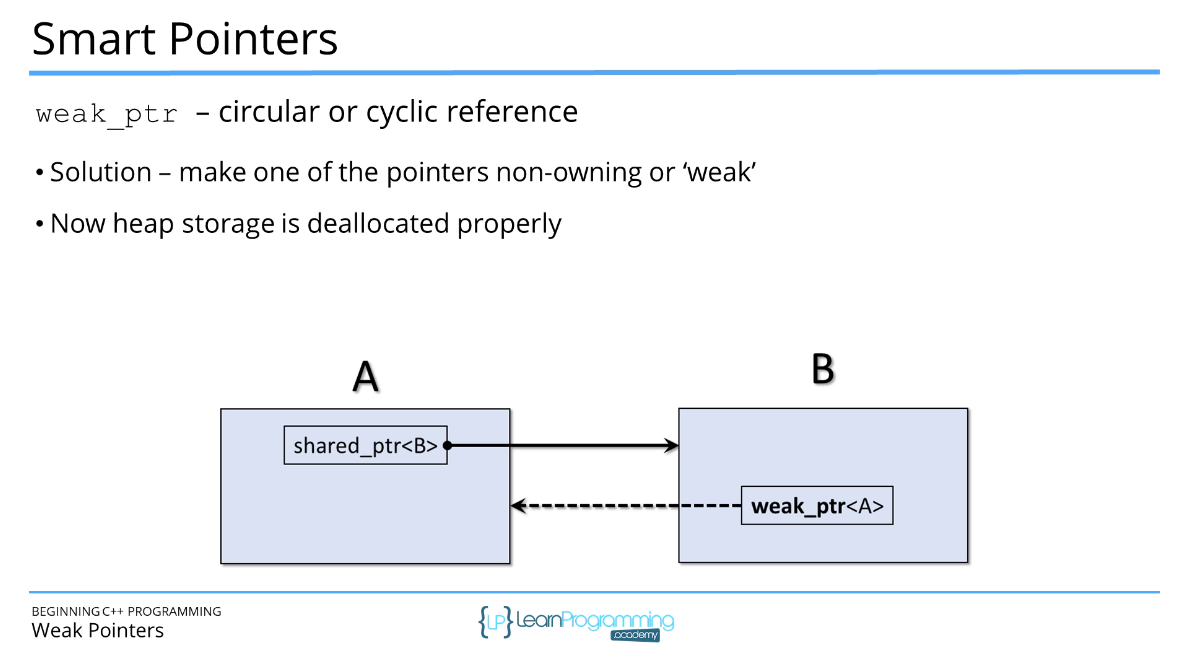 Smart Pointers
weak_ptr – circular or cyclic reference
• Solution – make one of the pointers non-owning or ‘weak’
• Now heap storage is deallocated properly
A
B
shared_ptr<B>
weak_ptr<A>
BEGINNING C++ PROGRAMMING
Weak Pointers
{LP} LearnProgramming
.academy